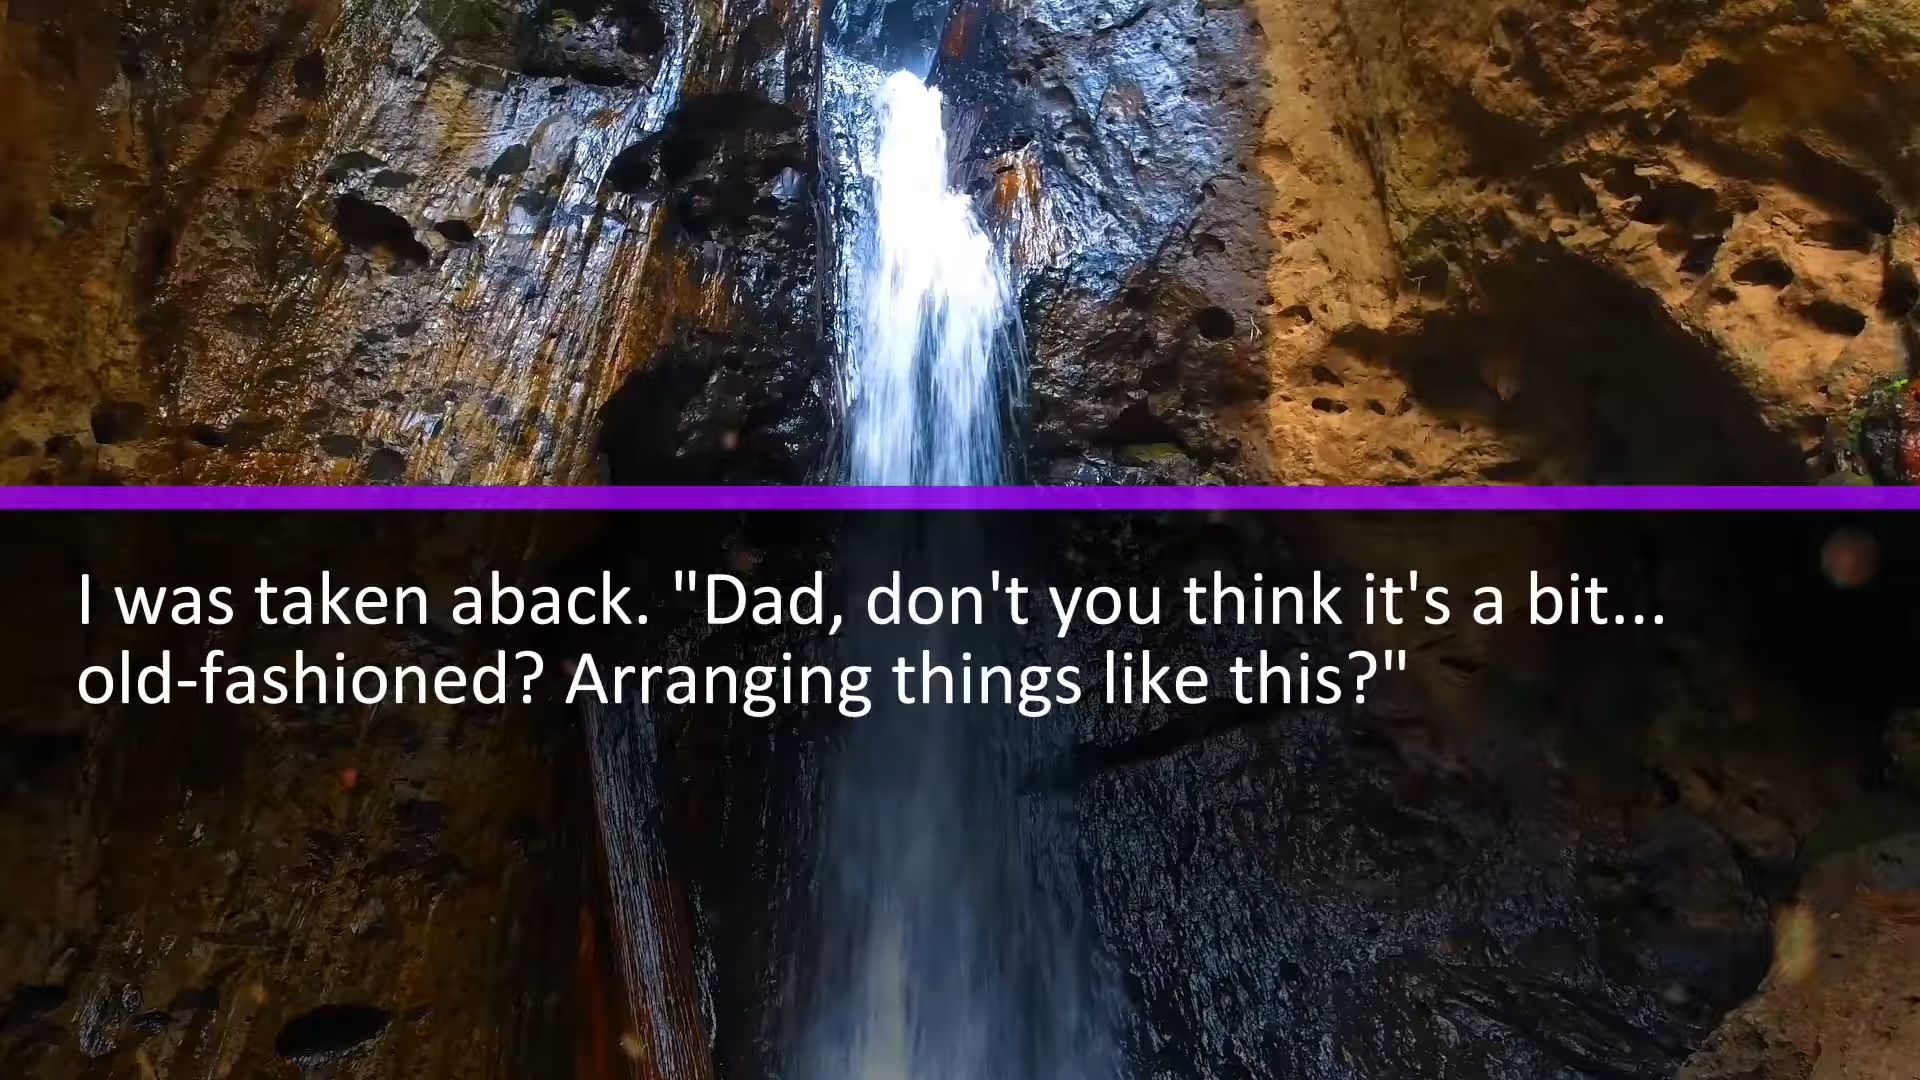 I was taken aback. "Dad, don't you think it's a bit...
old-fashioned? Arranging things like this?"